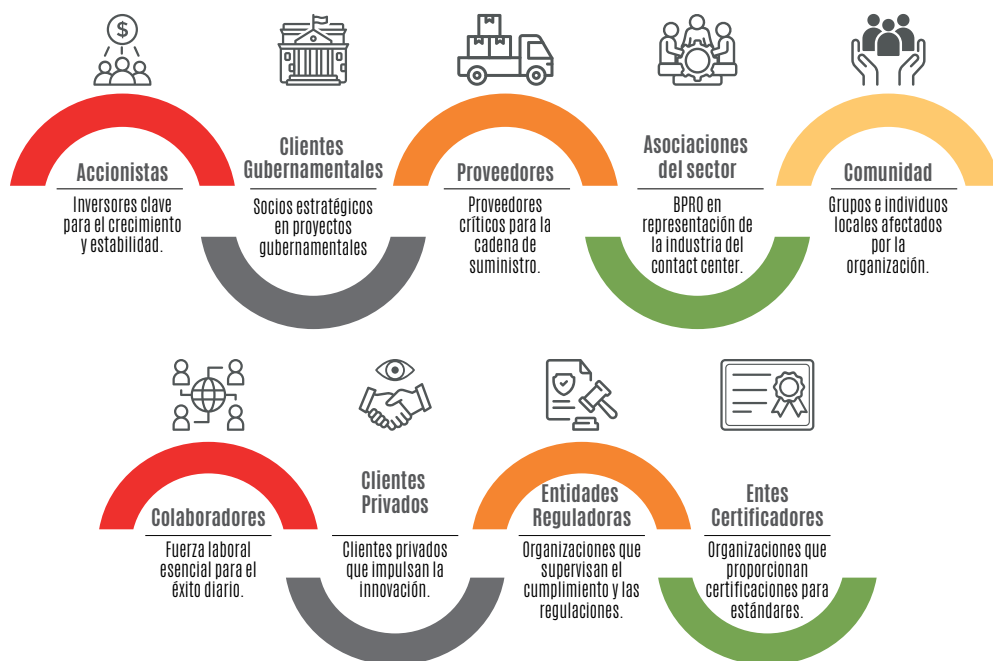 $
Accionistas
Inversores clave
para el crecimiento
y estabilidad.
Clientes
Gubernamentales
Socios estratégicos
en proyectos
gubernamentales
Proveedores
Proveedores
críticos para la
cadena de
suministro.
Asociaciones
del sector
BPRO en
representación de
la industria del
contact center.
Comunidad
Grupos e individuos
locales afectados
por la
organización.
Colaboradores
Fuerza laboral
esencial para el
éxito diario.
Clientes
Privados
Clientes privados
que impulsan la
innovación.
Entidades
Reguladoras
Organizaciones que
supervisan el
cumplimiento y las
regulaciones.
Entes
Certificadores
Organizaciones que
proporcionan
certificaciones para
estándares.